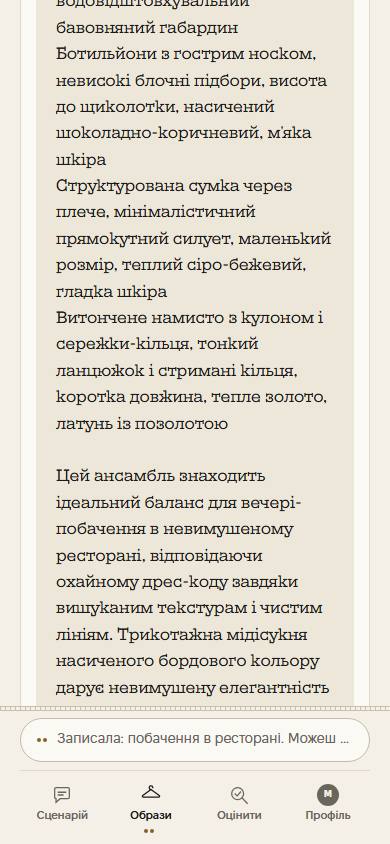 водовідштовхувальний
бавовняний габардин
Ботильйони з гострим носком,
невисокі блочні підбори, висота
до щиколотки, насичений
шоколадно-коричневий, м'яка
шкіра
Структурована сумка через
плече, мінімалістичний
прямокутний силует, маленький
розмір, теплий сіро-бежевий,
гладка шкіра
Витончене намисто з кулоном і
сережки-кільця, тонкий
ланцюжок і стримані кільця,
коротка довжина, тепле золото,
латунь із позолотою
Цей ансамбль знаходить
ідеальний баланс для вечері-
побачення в невимушеному
ресторані, відповідаючи
охайному дрес-коду завдяки
вишуканим текстурам і чистим
лініям. Трикотажна мідісукня
насиченого бордового кольору
дарує невимушену елегантність
Записала: побачення в ресторані. Можеш ...
Сценарій
Образи
Оцінити
М
Профіль